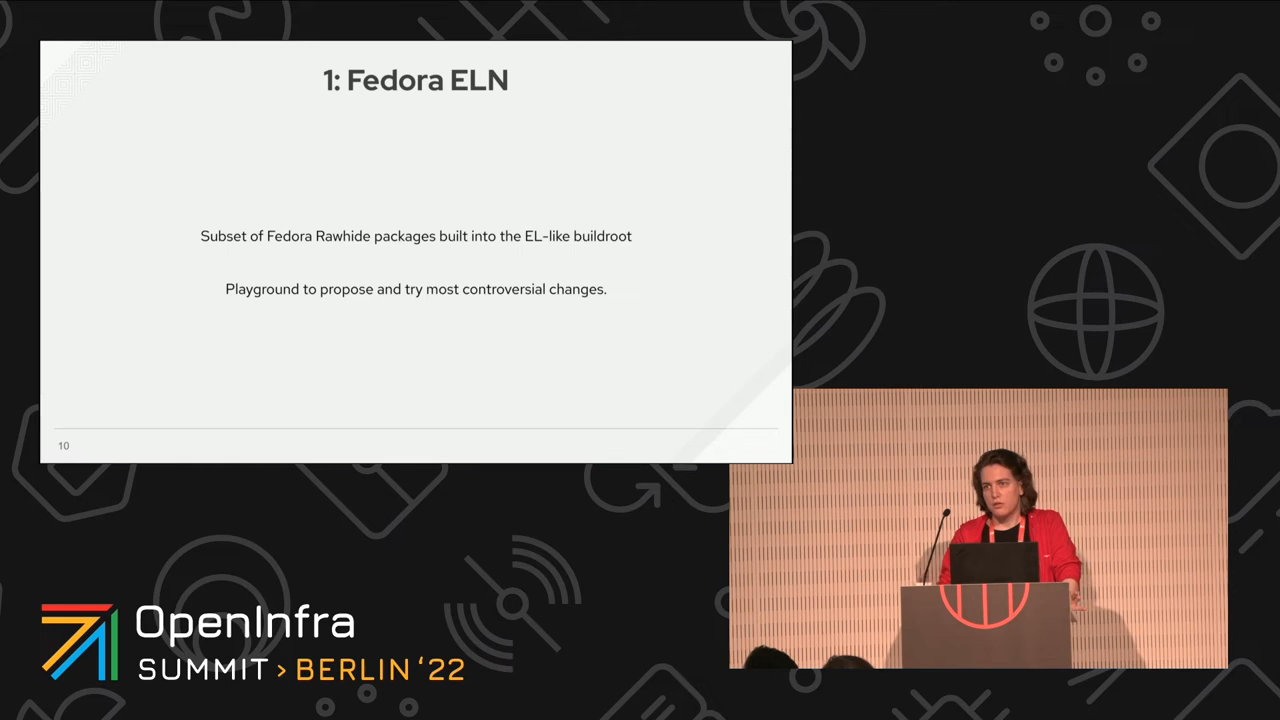 1: Fedora ELN
Subset of Fedora Rawhide packages built into the EL-like buildroot
Playground to propose and try most controversial changes.
10
OpenInfra
SUMMIT > BERLIN '22